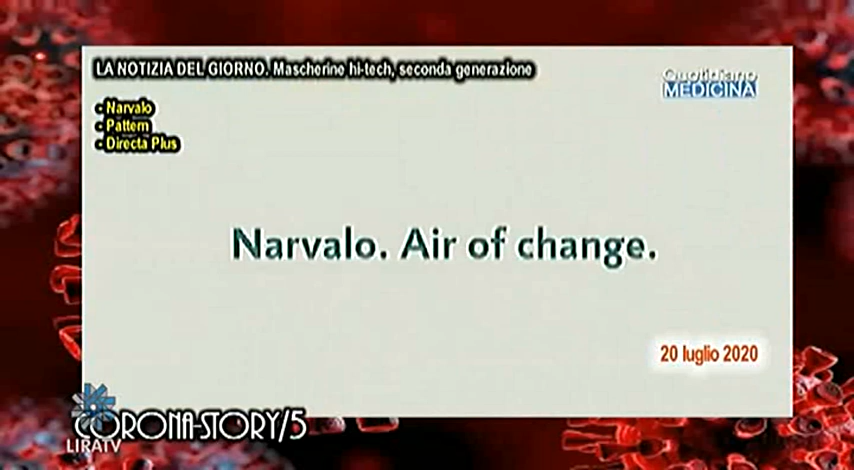 LA NOTIZIA DEL GIORNO. Mascherine hi-tech, seconda generazione
Quotidiano
MEDICINA
- Narvalo
- Pattern
- Directa Plus
Narvalo. Air of change.
20 luglio 2020
CORONA-STORY/5
LIRATV